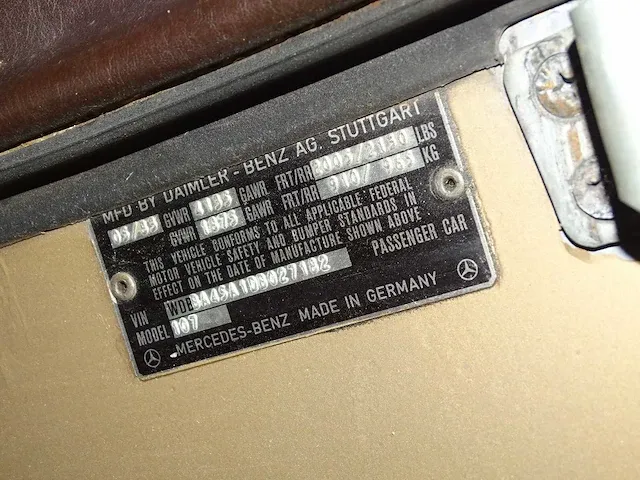 MFD BY DAIMLER - BENZ AG. STUTTGART
GVWR GAWR FRT/RR LBS
GVWR GAWR FRT/RR KG
THIS VEHICLE CONFORMS TO ALL APPLICABLE FEDERAL
MOTOR VEHICLE SAFETY AND BUMPER STANDARDS IN
EFFECT ON THE DATE OF MANUFACTURE SHOWN ABOVE
PASSENGER CAR
VIN
MODEL 107
MERCEDES-BENZ MADE IN GERMANY